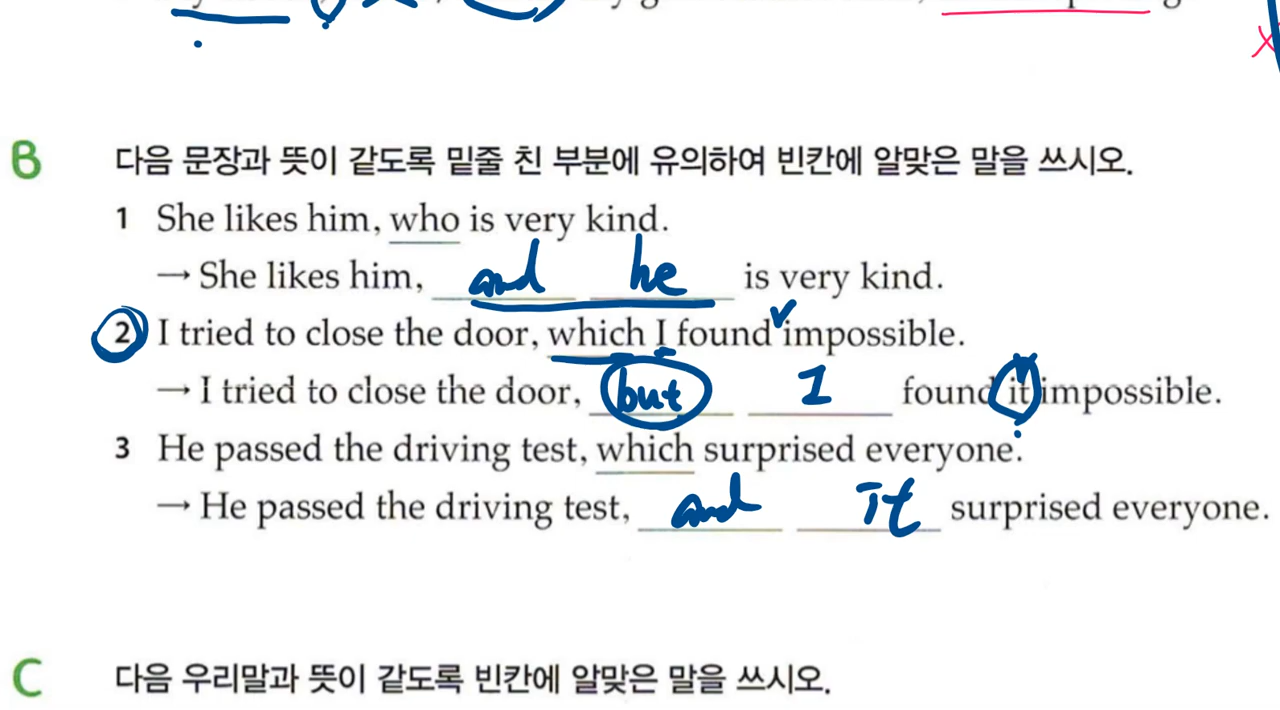 B 다음 문장과 뜻이 같도록 밑줄 친 부분에 유의하여 빈칸에 알맞은 말을 쓰시오.
1 She likes him, who is very kind.
→ She likes him, and he is very kind.
2 I tried to close the door, which I found impossible.
→ I tried to close the door, but I found it impossible.
3 He passed the driving test, which surprised everyone.
→ He passed the driving test, and it surprised everyone.
C 다음 우리말과 뜻이 같도록 빈칸에 알맞은 말을 쓰시오.